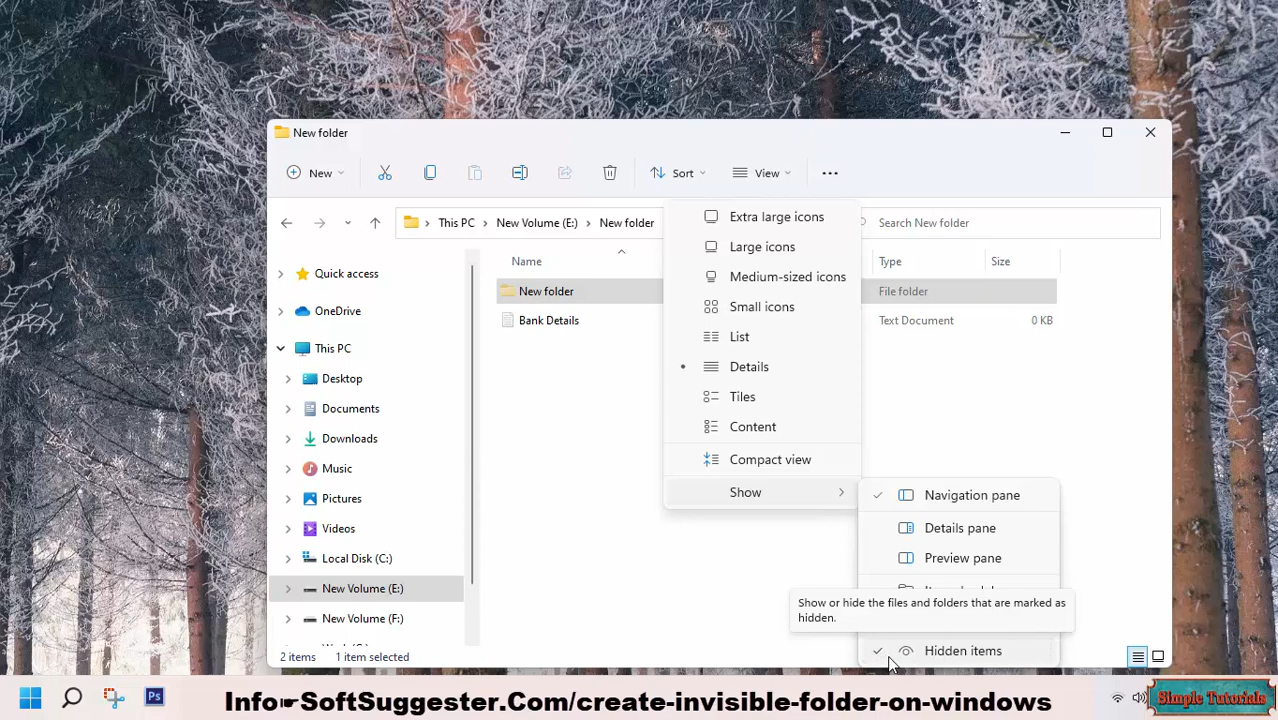 New folder
New
Sort
View
This PC > New Volume (E:) > New folder
Search New folder
Name
Type
Size
New folder
File folder
Bank Details
Text Document
0 KB
Quick access
OneDrive
This PC
Desktop
Documents
Downloads
Music
Pictures
Videos
Local Disk (C:)
New Volume (E:)
New Volume (F:)
Extra large icons
Large icons
Medium-sized icons
Small icons
List
Details
Tiles
Content
Compact view
Show
Navigation pane
Details pane
Preview pane
Show or hide the files and folders that are marked as
hidden.
Hidden items
2 items
1 item selected
Ps
Info☛SoftSuggester.Com/create-invisible-folder-on-windows
Simple Tutorials